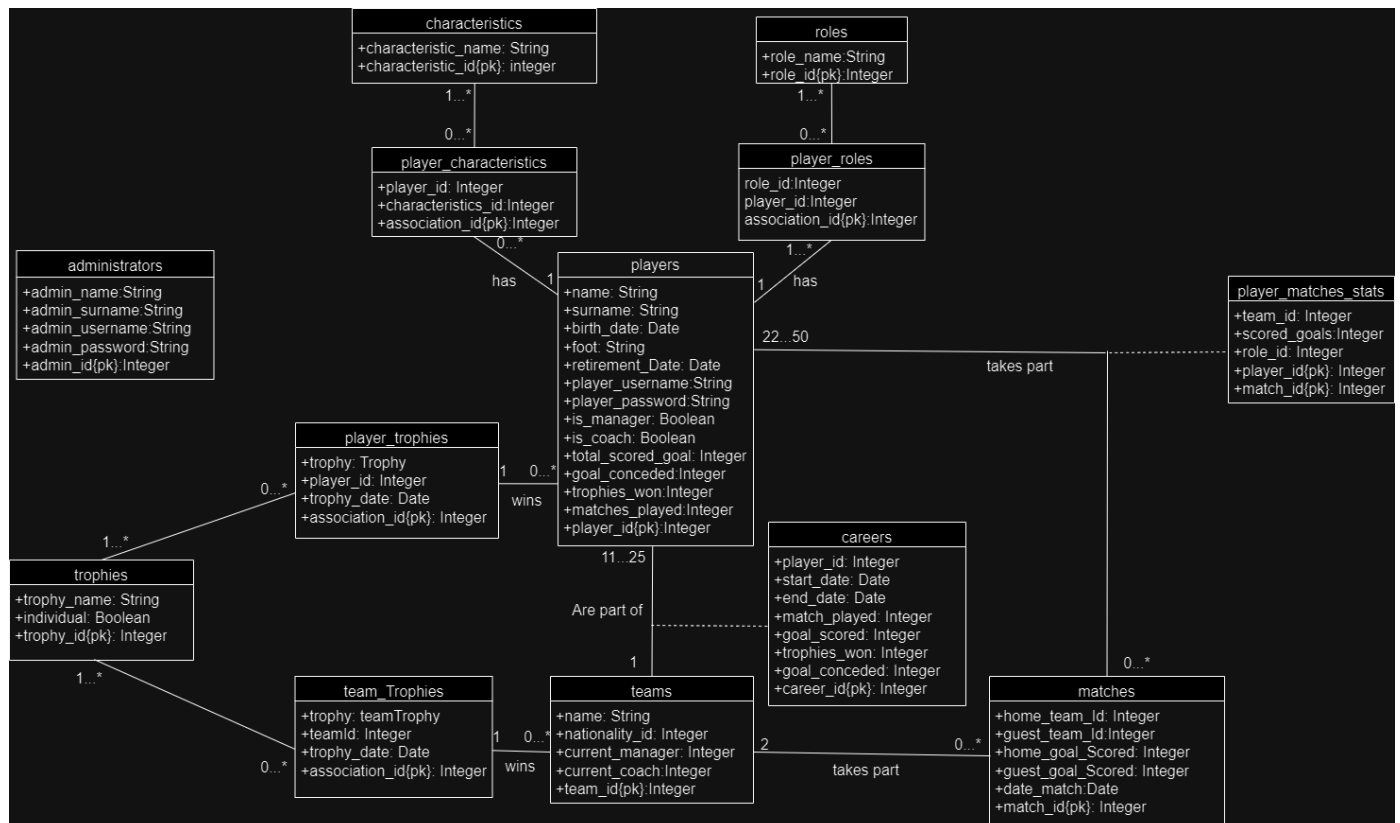 characteristics
+characteristic_name: String
+characteristic_id{pk}: integer
1...*
0...*
roles
+role_name:String
+role_id{pk}:Integer
1...*
0...*
player_characteristics
+player_id: Integer
+characteristics_id:Integer
+association_id{pk}:Integer
0...*
has
1
player_roles
role_id:Integer
player_id:Integer
association_id{pk}:Integer
1...*
has
1
administrators
+admin_name:String
+admin_surname:String
+admin_username:String
+admin_password:String
+admin_id{pk}:Integer
players
+name: String
+surname: String
+birth_date: Date
+foot: String
+retirement_Date: Date
+player_username:String
+player_password:String
+is_manager: Boolean
+is_coach: Boolean
+total_scored_goal: Integer
+goal_conceded:Integer
+trophies_won:Integer
+matches_played:Integer
+player_id{pk}:Integer
22...50
takes part
player_matches_stats
+team_id: Integer
+scored_goals:Integer
+role_id: Integer
+player_id{pk}: Integer
+match_id{pk}: Integer
player_trophies
+trophy: Trophy
+player_id: Integer
+trophy_date: Date
+association_id{pk}: Integer
1
0...*
wins
0...*
1...*
trophies
+trophy_name: String
+individual: Boolean
+trophy_id{pk}: Integer
1...*
0...*
11...25
Are part of
1
careers
+player_id: Integer
+start_date: Date
+end_date: Date
+match_played: Integer
+goal_scored: Integer
+trophies_won: Integer
+goal_conceded: Integer
+career_id{pk}: Integer
team_Trophies
+trophy: teamTrophy
+teamId: Integer
+trophy_date: Date
+association_id{pk}: Integer
1
0...*
wins
teams
+name: String
+nationality_id: Integer
+current_manager: Integer
+current_coach:Integer
+team_id{pk}:Integer
2
0...*
takes part
0...*
matches
+home_team_Id: Integer
+guest_team_Id:Integer
+home_goal_Scored: Integer
+guest_goal_Scored: Integer
+date_match:Date
+match_id{pk}: Integer